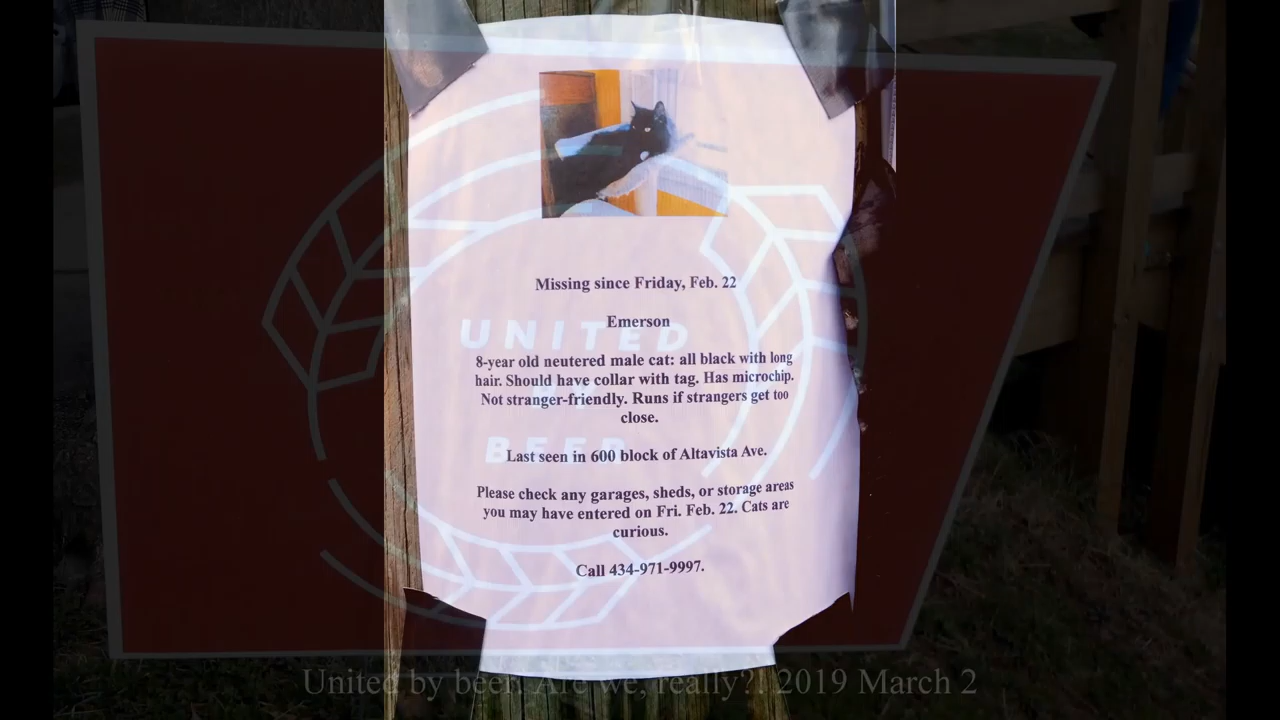 Missing since Friday, Feb. 22
Emerson
UNITED
8-year old neutered male cat: all black with long
hair. Should have collar with tag. Has microchip.
Not stranger-friendly. Runs if strangers get too
close.
BEER
Last seen in 600 block of Altavista Ave.
Please check any garages, sheds, or storage areas
you may have entered on Fri. Feb. 22. Cats are
curious.
Call 434-971-9997.
United by beer. Are we, really?. 2019 March 2